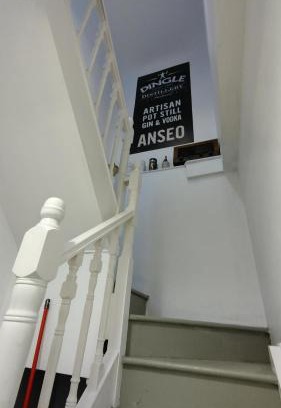 DINGLE
DISTILLERY
ARTISAN
POT STILL
GIN & VODKA
ANSEO